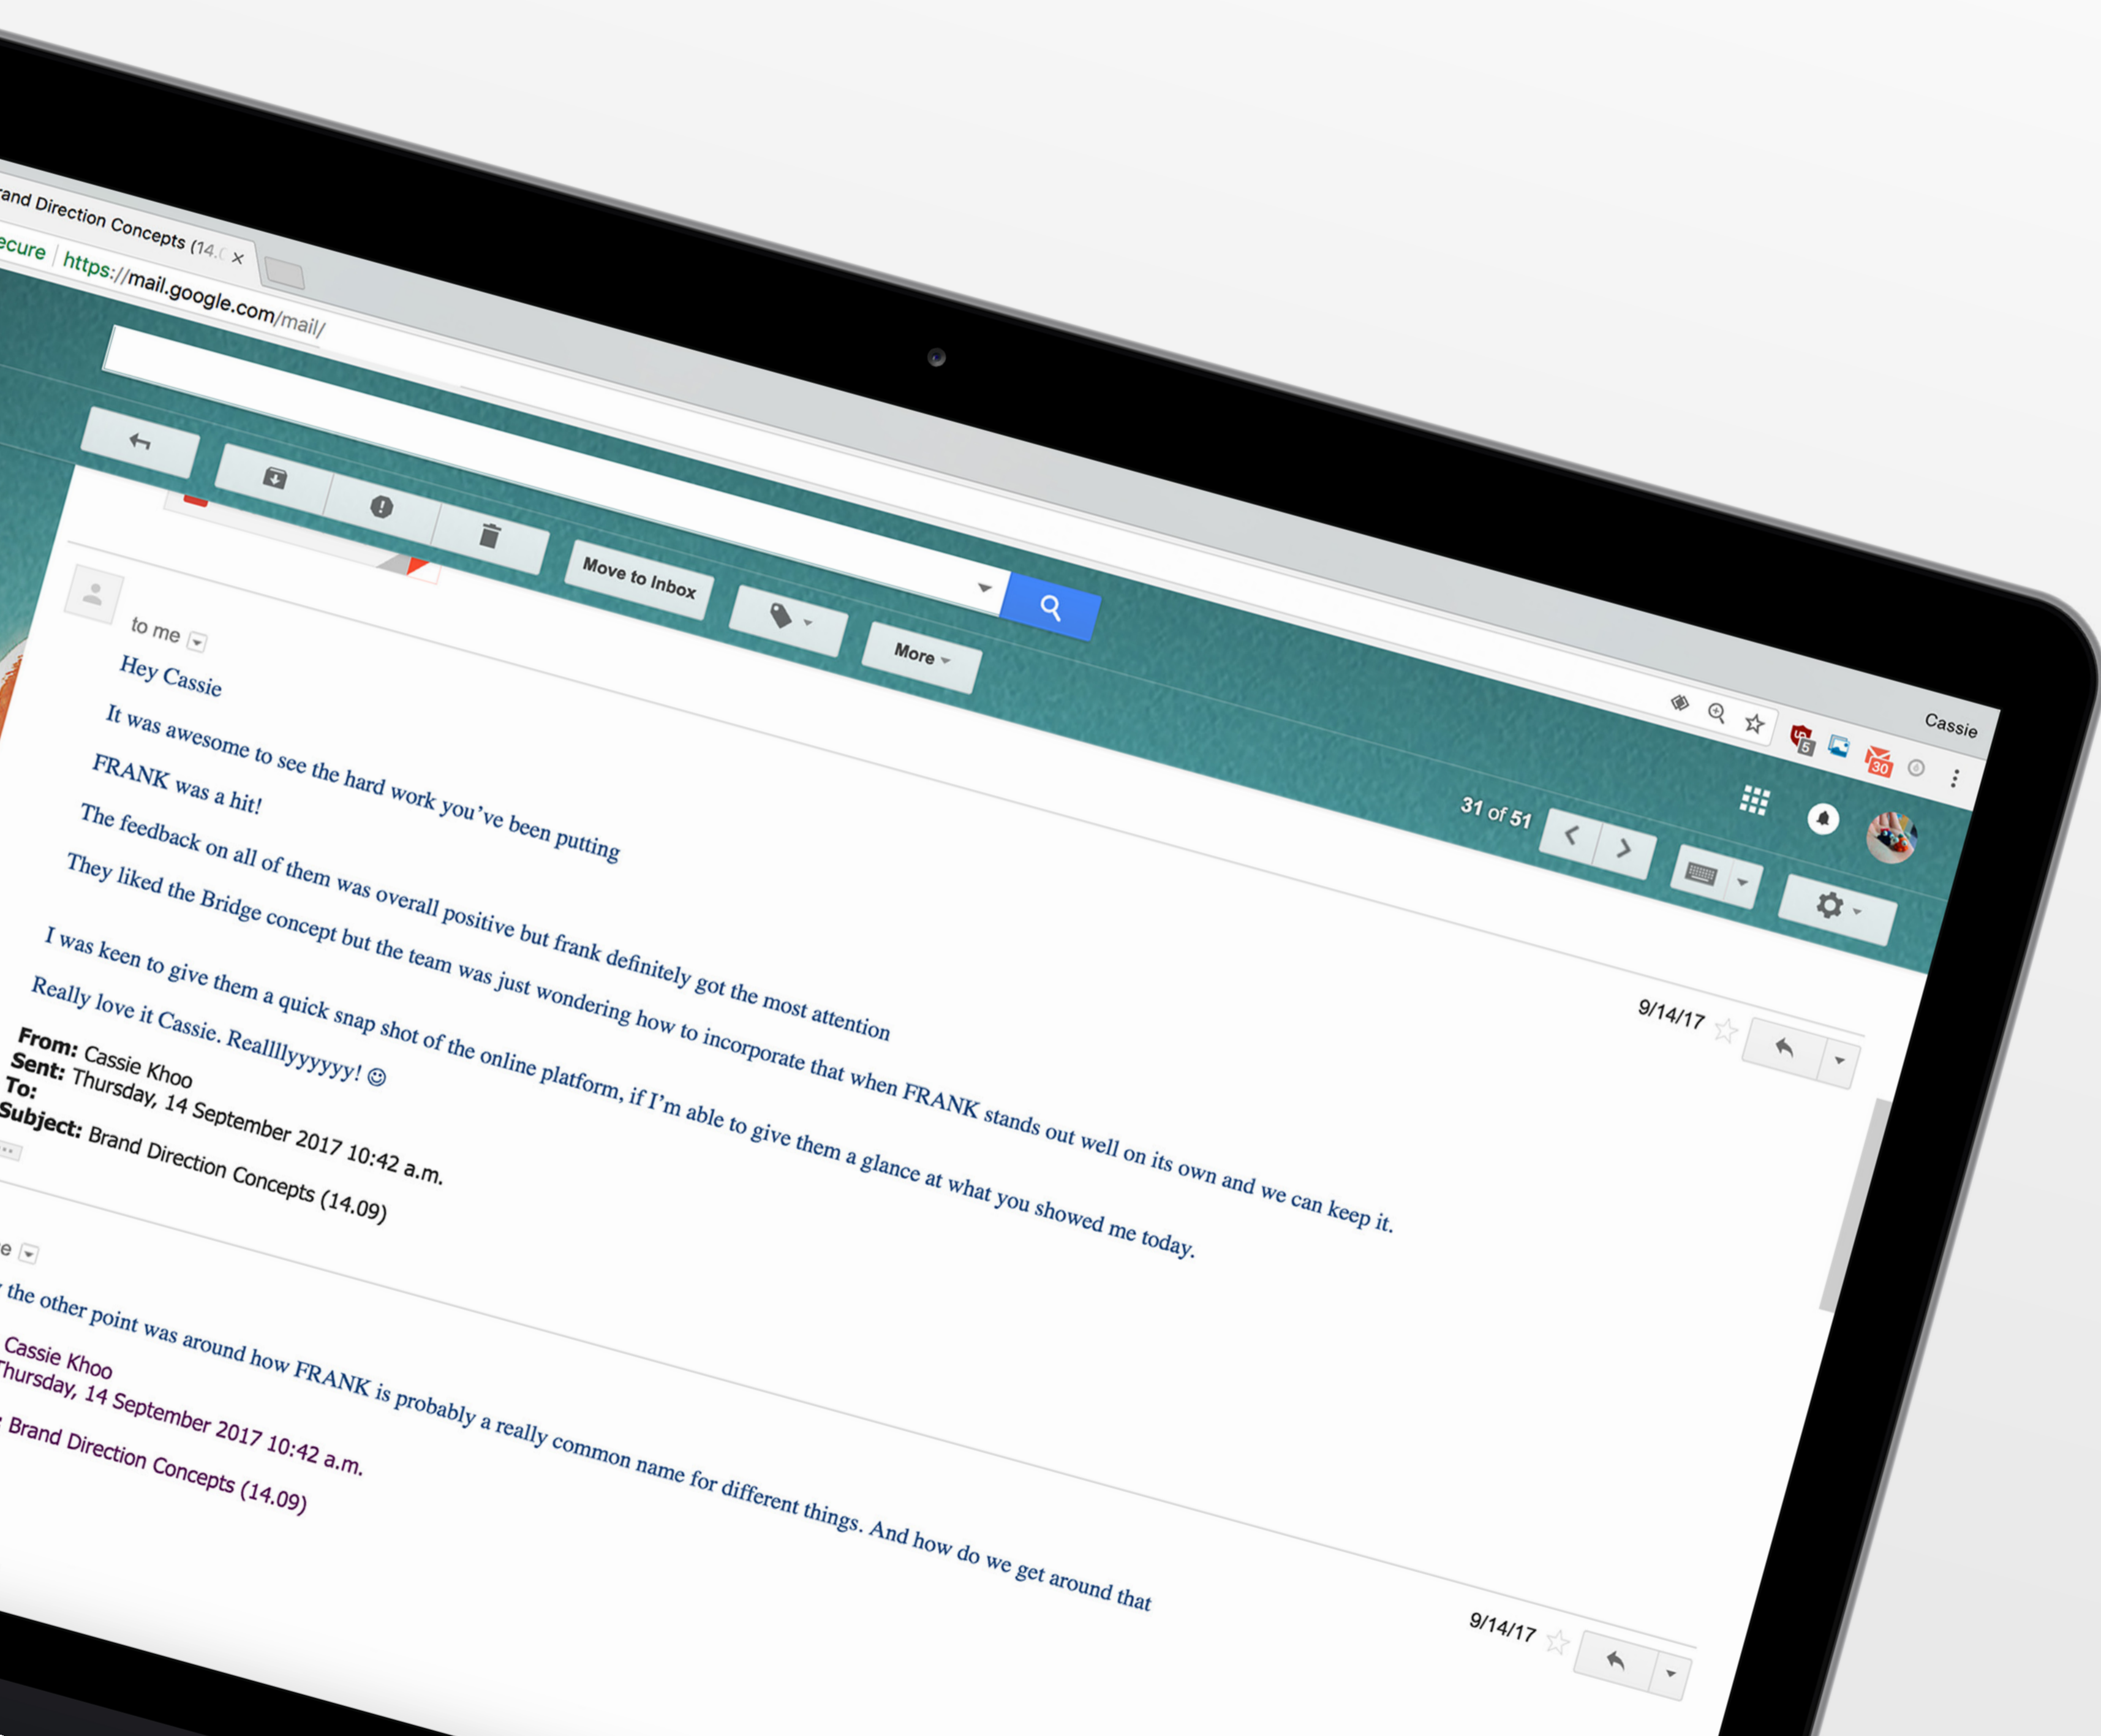 and Direction Concepts (14.
ecure https://mail.google.com/mail/
Cassie
5
30
Move to Inbox
More
31 of 51
to me
9/14/17
Hey Cassie
It was awesome to see the hard work you've been putting
FRANK was a hit!
The feedback on all of them was overall positive but frank definitely got the most attention
They liked the Bridge concept but the team was just wondering how to incorporate that when FRANK stands out well on its own and we can keep it.
I was keen to give them a quick snap shot of the online platform, if I'm able to give them a glance at what you showed me today.
Really love it Cassie. Reallllyyyyyy! ☺
From: Cassie Khoo
Sent: Thursday, 14 September 2017 10:42 a.m.
To:
Subject: Brand Direction Concepts (14.09)
e
9/14/17
the other point was around how FRANK is probably a really common name for different things. And how do we get around that
Cassie Khoo
Thursday, 14 September 2017 10:42 a.m.
: Brand Direction Concepts (14.09)